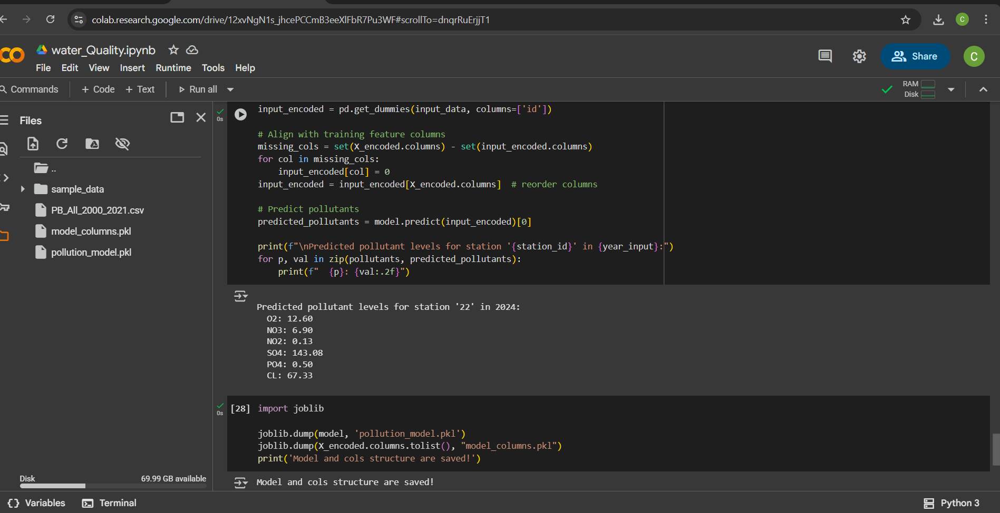 colab.research.google.com/drive/12xvNgN1s_jhcePCCmB3eeXlFbR7Pu3WF#scrollTo=dnqrRuErjjT1
C
water_Quality.ipynb
File Edit View Insert Runtime Tools Help
Share
C
Commands + Code + Text Run all
RAM
Disk
Files
..
sample_data
PB_All_2000_2021.csv
model_columns.pkl
pollution_model.pkl
Disk 69.99 GB available
0s
input_encoded = pd.get_dummies(input_data, columns=['id'])
# Align with training feature columns
missing_cols = set(X_encoded.columns) - set(input_encoded.columns)
for col in missing_cols:
    input_encoded[col] = 0
input_encoded = input_encoded[X_encoded.columns]  # reorder columns
# Predict pollutants
predicted_pollutants = model.predict(input_encoded)[0]
print(f"\nPredicted pollutant levels for station '{station_id}' in {year_input}:")
for p, val in zip(pollutants, predicted_pollutants):
    print(f"  {p}: {val:.2f}")
Predicted pollutant levels for station '22' in 2024:
  O2: 12.60
  NO3: 6.90
  NO2: 0.13
  SO4: 143.08
  PO4: 0.50
  CL: 67.33
0s
[28] import joblib
joblib.dump(model, 'pollution_model.pkl')
joblib.dump(X_encoded.columns.tolist(), "model_columns.pkl")
print('Model and cols structure are saved!')
Model and cols structure are saved!
{} Variables Terminal
Python 3